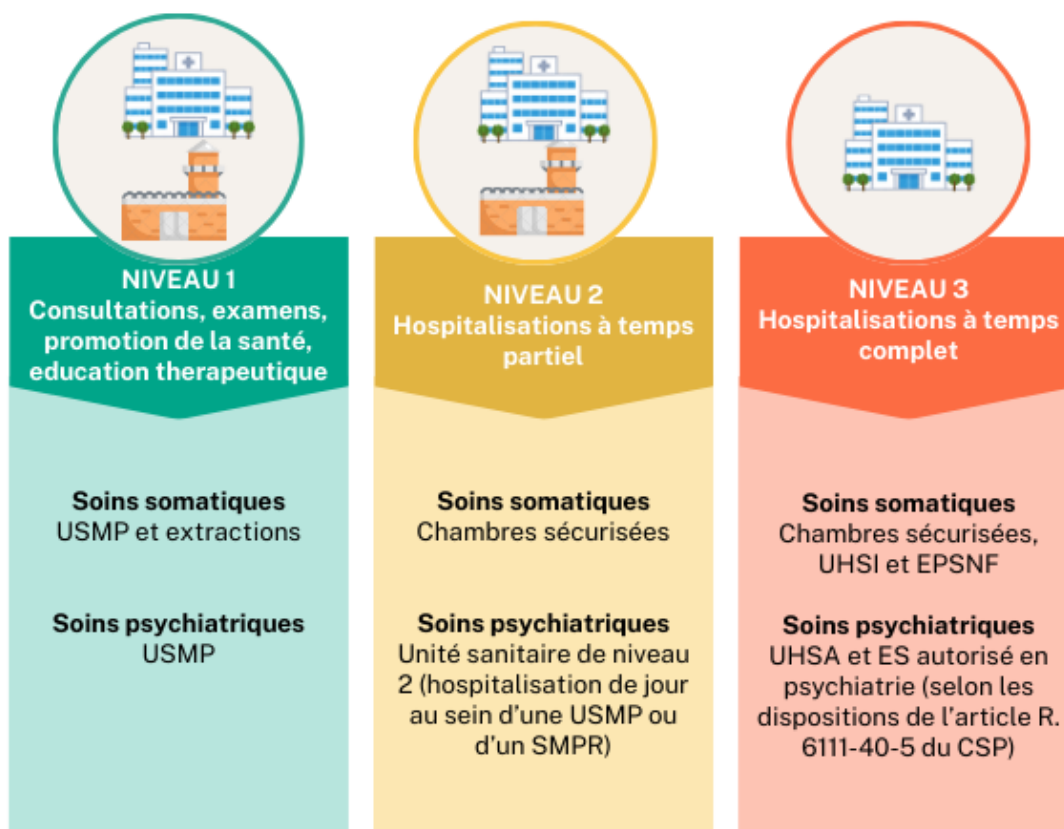 NIVEAU 1
Consultations, examens,
promotion de la santé,
education therapeutique
Soins somatiques
USMP et extractions
Soins psychiatriques
USMP
NIVEAU 2
Hospitalisations à temps
partiel
Soins somatiques
Chambres sécurisées
Soins psychiatriques
Unité sanitaire de niveau
2 (hospitalisation de jour
au sein d'une USMP ou
d'un SMPR)
NIVEAU 3
Hospitalisations à temps
complet
Soins somatiques
Chambres sécurisées,
UHSI et EPSNF
Soins psychiatriques
UHSA et ES autorisé en
psychiatrie (selon les
dispositions de l'article R.
6111-40-5 du CSP)